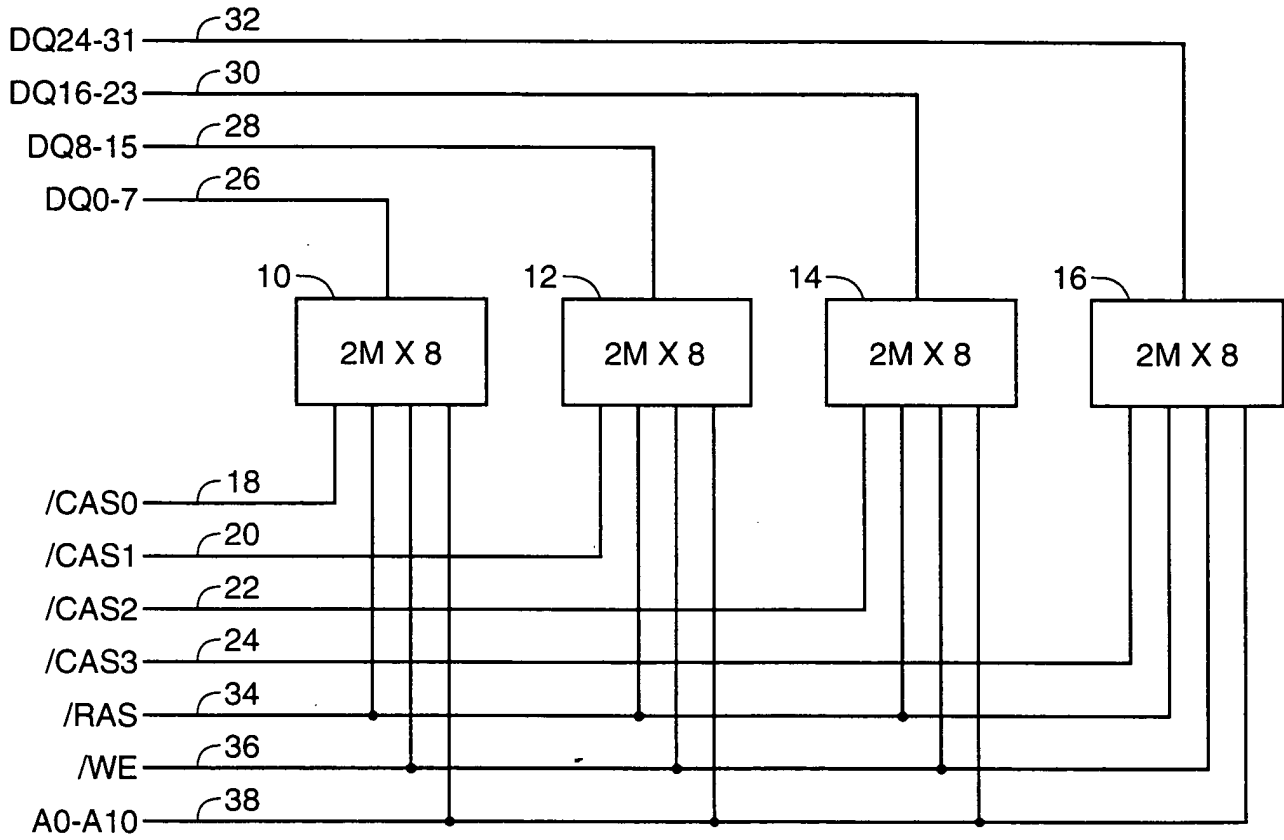 DQ24-31 32
DQ16-23 30
DQ8-15 28
DQ0-7 26
10 12 14 16
2M X 8 2M X 8 2M X 8 2M X 8
/CAS0 18
/CAS1 20
/CAS2 22
/CAS3 24
/RAS 34
/WE 36
A0-A10 38